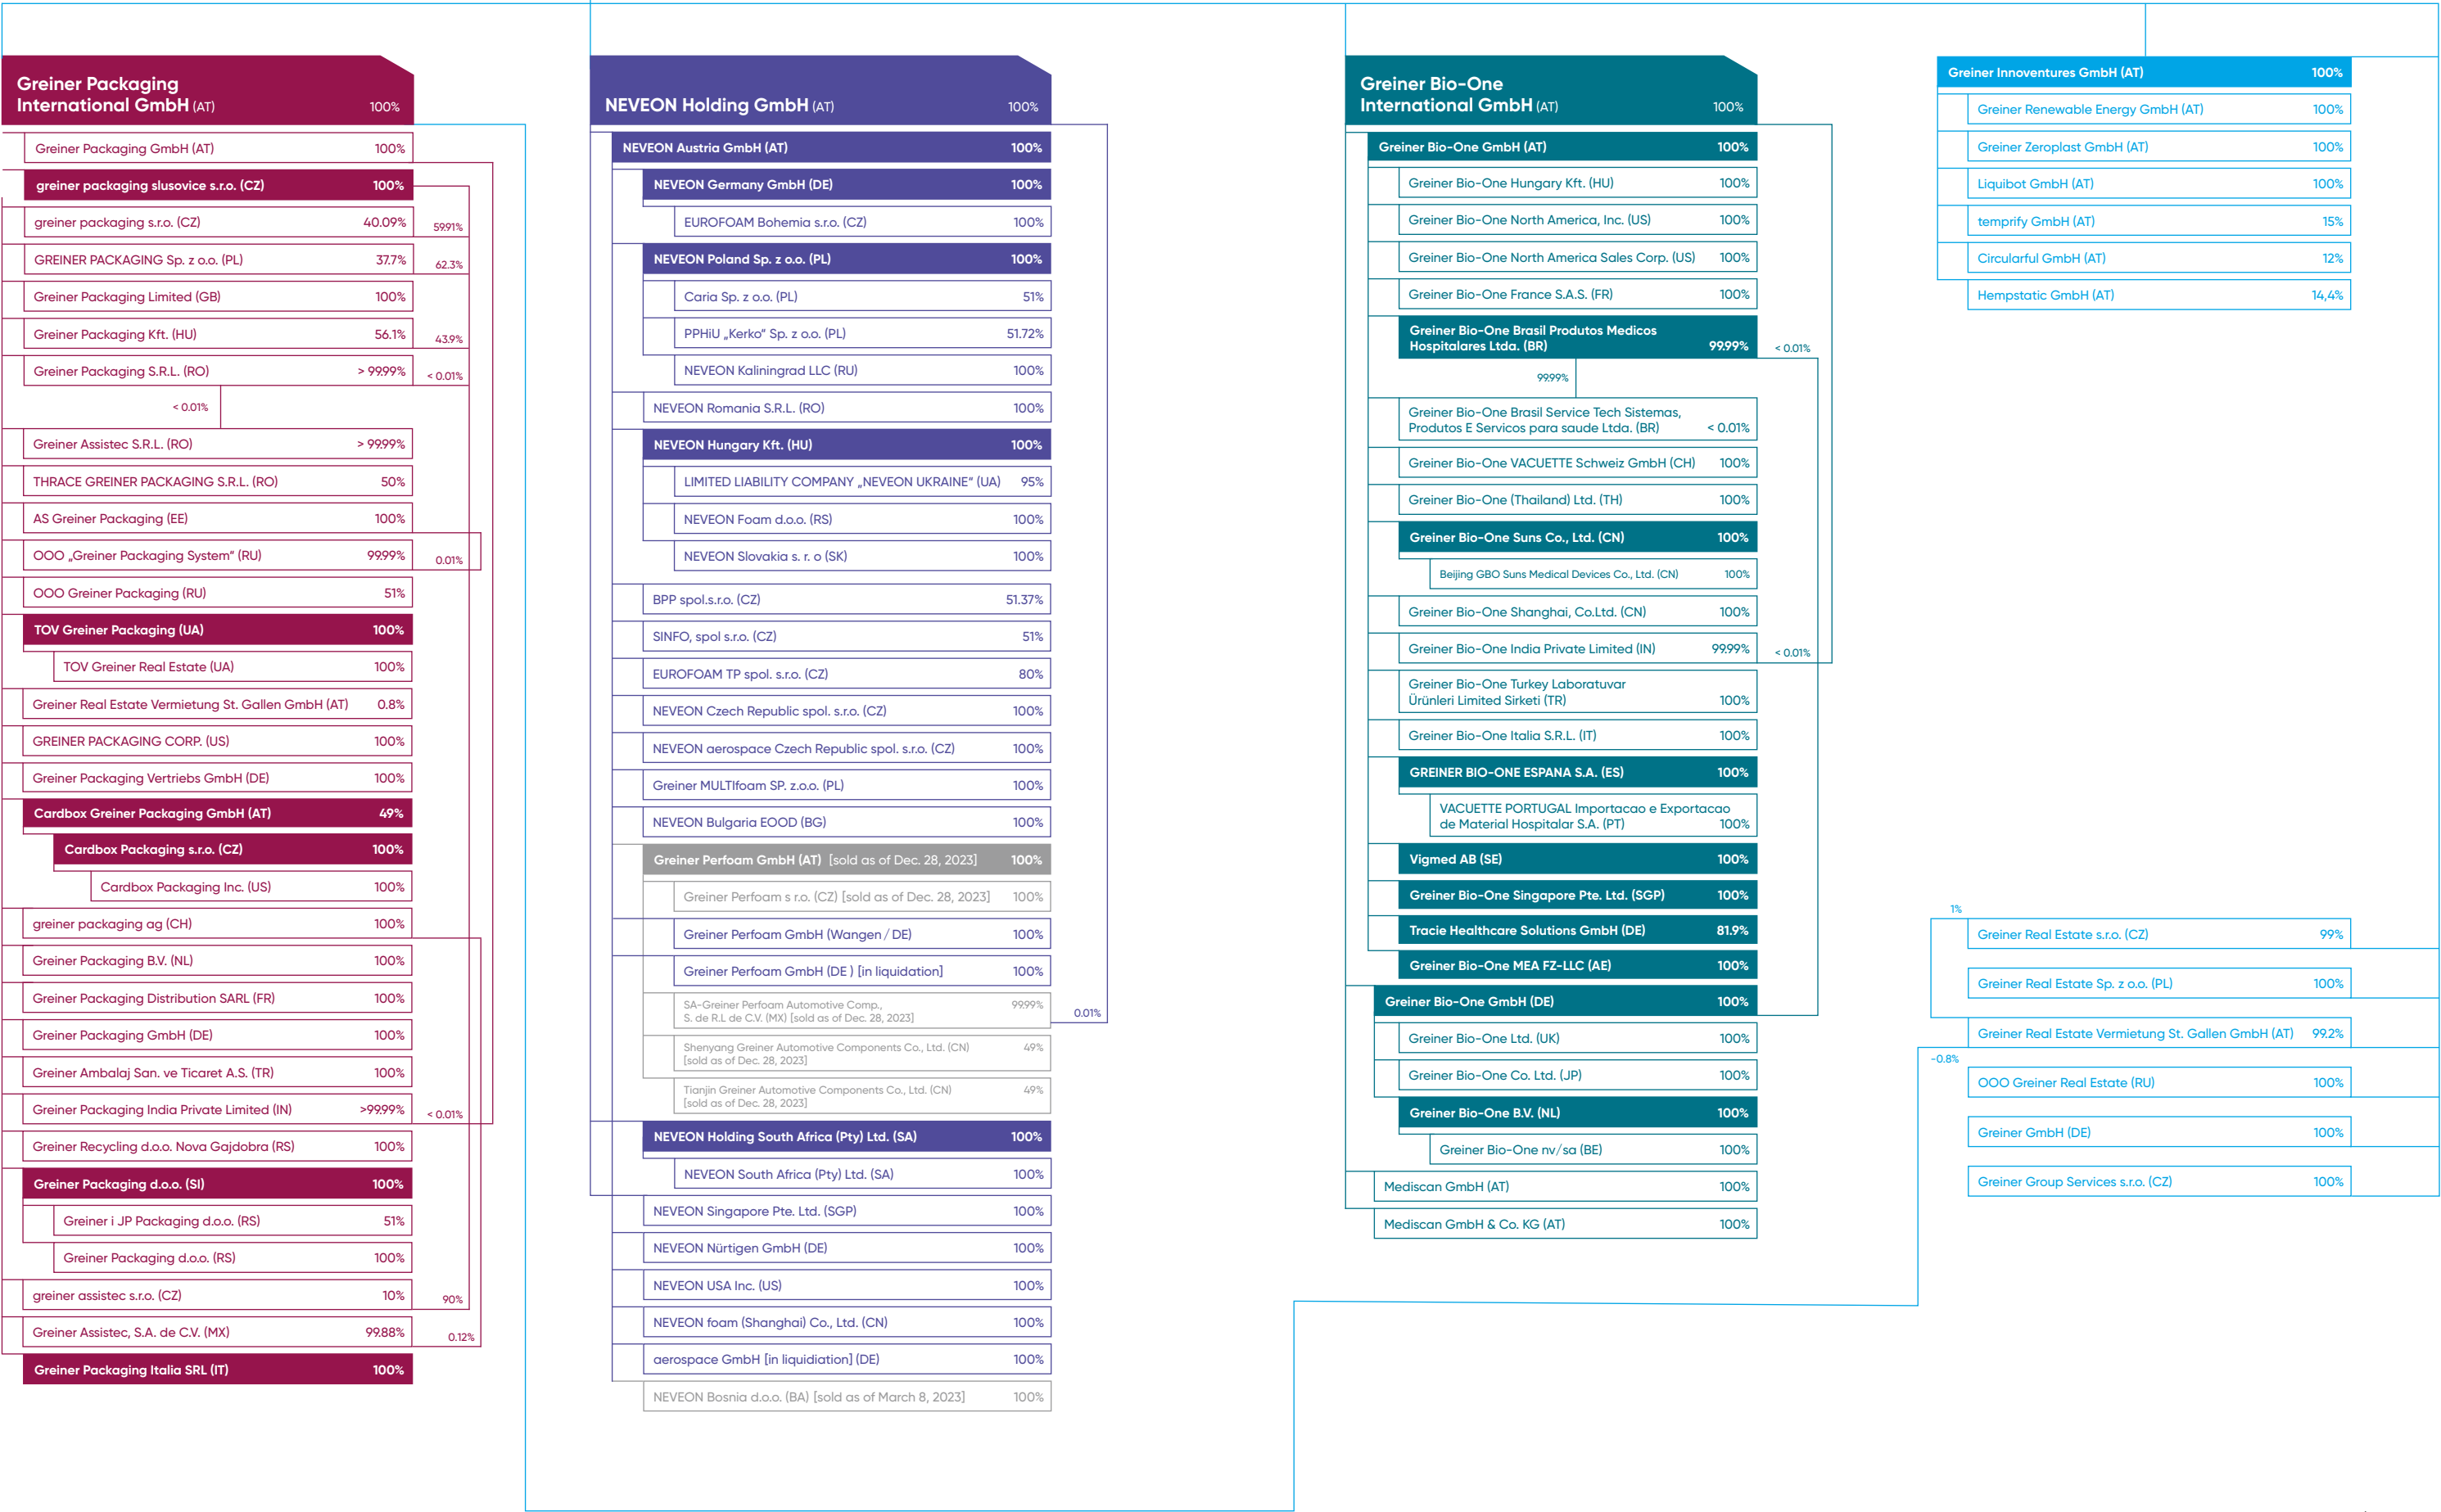 Greiner Packaging
International GmbH (AT) 100%
Greiner Packaging GmbH (AT) 100%
greiner packaging slusovice s.r.o. (CZ) 100%
greiner packaging s.r.o. (CZ) 40.09% 59.91%
GREINER PACKAGING Sp. z o.o. (PL) 37.7% 62.3%
Greiner Packaging Limited (GB) 100%
Greiner Packaging Kft. (HU) 56.1% 43.9%
Greiner Packaging S.R.L. (RO) > 99.99% < 0.01%
< 0.01%
Greiner Assistec S.R.L. (RO) > 99.99%
THRACE GREINER PACKAGING S.R.L. (RO) 50%
AS Greiner Packaging (EE) 100%
OOO „Greiner Packaging System“ (RU) 99.99% 0.01%
OOO Greiner Packaging (RU) 51%
TOV Greiner Packaging (UA) 100%
TOV Greiner Real Estate (UA) 100%
Greiner Real Estate Vermietung St. Gallen GmbH (AT) 0.8%
GREINER PACKAGING CORP. (US) 100%
Greiner Packaging Vertriebs GmbH (DE) 100%
Cardbox Greiner Packaging GmbH (AT) 49%
Cardbox Packaging s.r.o. (CZ) 100%
Cardbox Packaging Inc. (US) 100%
greiner packaging ag (CH) 100%
Greiner Packaging B.V. (NL) 100%
Greiner Packaging Distribution SARL (FR) 100%
Greiner Packaging GmbH (DE) 100%
Greiner Ambalaj San. ve Ticaret A.S. (TR) 100%
Greiner Packaging India Private Limited (IN) >99.99% < 0.01%
Greiner Recycling d.o.o. Nova Gajdobra (RS) 100%
Greiner Packaging d.o.o. (SI) 100%
Greiner i JP Packaging d.o.o. (RS) 51%
Greiner Packaging d.o.o. (RS) 100%
greiner assistec s.r.o. (CZ) 10% 90%
Greiner Assistec, S.A. de C.V. (MX) 99.88% 0.12%
Greiner Packaging Italia SRL (IT) 100%
NEVEON Holding GmbH (AT) 100%
NEVEON Austria GmbH (AT) 100%
NEVEON Germany GmbH (DE) 100%
EUROFOAM Bohemia s.r.o. (CZ) 100%
NEVEON Poland Sp. z o.o. (PL) 100%
Caria Sp. z o.o. (PL) 51%
PPHiU „Kerko“ Sp. z o.o. (PL) 51.72%
NEVEON Kaliningrad LLC (RU) 100%
NEVEON Romania S.R.L. (RO) 100%
NEVEON Hungary Kft. (HU) 100%
LIMITED LIABILITY COMPANY „NEVEON UKRAINE“ (UA) 95%
NEVEON Foam d.o.o. (RS) 100%
NEVEON Slovakia s. r. o (SK) 100%
BPP spol.s.r.o. (CZ) 51.37%
SINFO, spol s.r.o. (CZ) 51%
EUROFOAM TP spol. s.r.o. (CZ) 80%
NEVEON Czech Republic spol. s.r.o. (CZ) 100%
NEVEON aerospace Czech Republic spol. s.r.o. (CZ) 100%
Greiner MULTIfoam SP. z.o.o. (PL) 100%
NEVEON Bulgaria EOOD (BG) 100%
Greiner Perfoam GmbH (AT) [sold as of Dec. 28, 2023] 100%
Greiner Perfoam s r.o. (CZ) [sold as of Dec. 28, 2023] 100%
Greiner Perfoam GmbH (Wangen / DE) 100%
Greiner Perfoam GmbH (DE ) [in liquidation] 100%
SA-Greiner Perfoam Automotive Comp., 99.99%
S. de R.L de C.V. (MX) [sold as of Dec. 28, 2023]
0.01%
Shenyang Greiner Automotive Components Co., Ltd. (CN) 49%
[sold as of Dec. 28, 2023]
Tianjin Greiner Automotive Components Co., Ltd. (CN) 49%
[sold as of Dec. 28, 2023]
NEVEON Holding South Africa (Pty) Ltd. (SA) 100%
NEVEON South Africa (Pty) Ltd. (SA) 100%
NEVEON Singapore Pte. Ltd. (SGP) 100%
NEVEON Nürtigen GmbH (DE) 100%
NEVEON USA Inc. (US) 100%
NEVEON foam (Shanghai) Co., Ltd. (CN) 100%
aerospace GmbH [in liquidiation] (DE) 100%
NEVEON Bosnia d.o.o. (BA) [sold as of March 8, 2023] 100%
Greiner Bio-One
International GmbH (AT) 100%
Greiner Bio-One GmbH (AT) 100%
Greiner Bio-One Hungary Kft. (HU) 100%
Greiner Bio-One North America, Inc. (US) 100%
Greiner Bio-One North America Sales Corp. (US) 100%
Greiner Bio-One France S.A.S. (FR) 100%
Greiner Bio-One Brasil Produtos Medicos
Hospitalares Ltda. (BR) 99.99% < 0.01%
99.99%
Greiner Bio-One Brasil Service Tech Sistemas,
Produtos E Servicos para saude Ltda. (BR) < 0.01%
Greiner Bio-One VACUETTE Schweiz GmbH (CH) 100%
Greiner Bio-One (Thailand) Ltd. (TH) 100%
Greiner Bio-One Suns Co., Ltd. (CN) 100%
Beijing GBO Suns Medical Devices Co., Ltd. (CN) 100%
Greiner Bio-One Shanghai, Co.Ltd. (CN) 100%
Greiner Bio-One India Private Limited (IN) 99.99% < 0.01%
Greiner Bio-One Turkey Laboratuvar
Ürünleri Limited Sirketi (TR) 100%
Greiner Bio-One Italia S.R.L. (IT) 100%
GREINER BIO-ONE ESPANA S.A. (ES) 100%
VACUETTE PORTUGAL Importacao e Exportacao
de Material Hospitalar S.A. (PT) 100%
Vigmed AB (SE) 100%
Greiner Bio-One Singapore Pte. Ltd. (SGP) 100%
Tracie Healthcare Solutions GmbH (DE) 81.9%
Greiner Bio-One MEA FZ-LLC (AE) 100%
Greiner Bio-One GmbH (DE) 100%
Greiner Bio-One Ltd. (UK) 100%
Greiner Bio-One Co. Ltd. (JP) 100%
Greiner Bio-One B.V. (NL) 100%
Greiner Bio-One nv/sa (BE) 100%
Mediscan GmbH (AT) 100%
Mediscan GmbH & Co. KG (AT) 100%
Greiner Innoventures GmbH (AT) 100%
Greiner Renewable Energy GmbH (AT) 100%
Greiner Zeroplast GmbH (AT) 100%
Liquibot GmbH (AT) 100%
temprify GmbH (AT) 15%
Circularful GmbH (AT) 12%
Hempstatic GmbH (AT) 14,4%
1%
Greiner Real Estate s.r.o. (CZ) 99%
Greiner Real Estate Sp. z o.o. (PL) 100%
Greiner Real Estate Vermietung St. Gallen GmbH (AT) 99.2%
-0.8%
OOO Greiner Real Estate (RU) 100%
Greiner GmbH (DE) 100%
Greiner Group Services s.r.o. (CZ) 100%